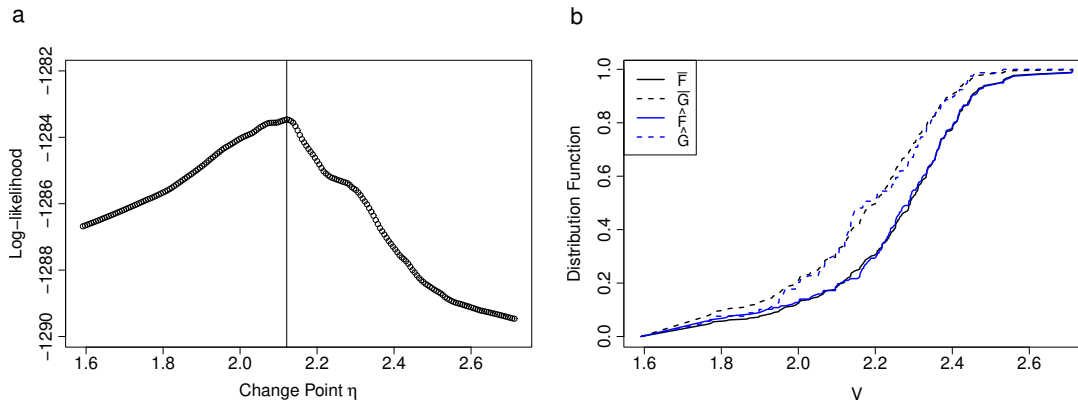 a
Log−likelihood
−1282
−1284
−1286
−1288
−1290
1.6 1.8 2.0 2.2 2.4 2.6
Change Point η
b
Distribution Function
1.0
0.8
0.6
0.4
0.2
0.0
F̅
G̅
F̂
Ĝ
1.6 1.8 2.0 2.2 2.4 2.6
V